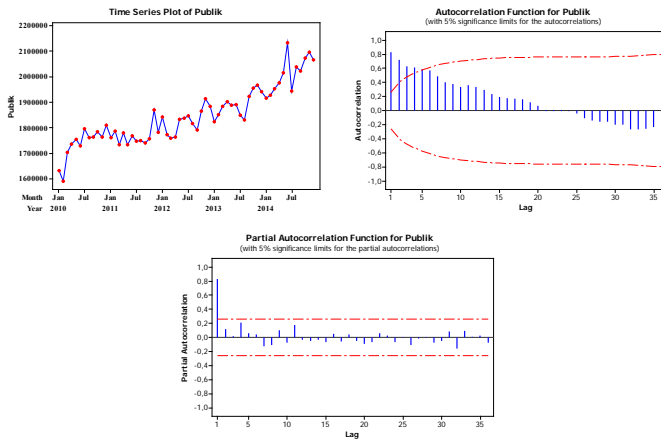 Time Series Plot of Publik
2200000
2100000
2000000
1900000
1800000
1700000
1600000
Publik
Month Jan Jul Jan Jul Jan Jul Jan Jul Jan Jul
Year 2010 2011 2012 2013 2014
Autocorrelation Function for Publik
(with 5% significance limits for the autocorrelations)
1,0
0,8
0,6
0,4
0,2
0,0
-0,2
-0,4
-0,6
-0,8
-1,0
Autocorrelation
1 5 10 15 20 25 30 35
Lag
Partial Autocorrelation Function for Publik
(with 5% significance limits for the partial autocorrelations)
1,0
0,8
0,6
0,4
0,2
0,0
-0,2
-0,4
-0,6
-0,8
-1,0
Partial Autocorrelation
1 5 10 15 20 25 30 35
Lag